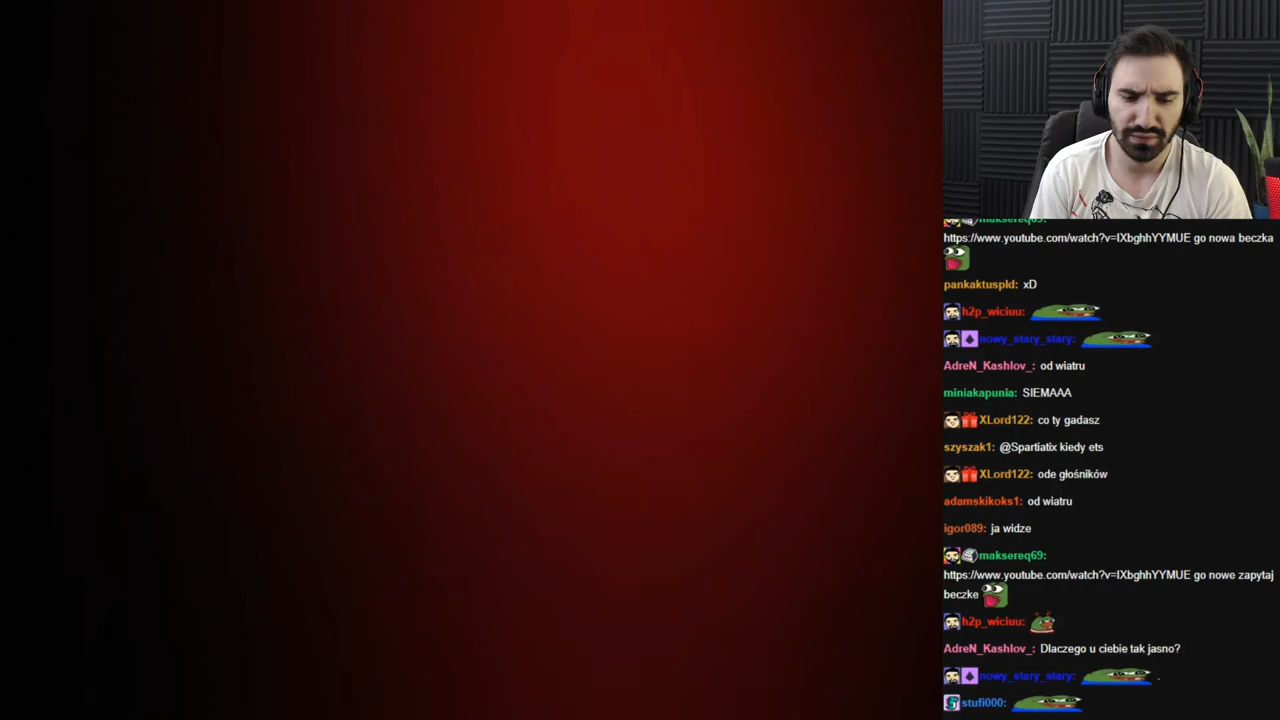 maksereq69:
https://www.youtube.com/watch?v=IXbghhYYMUE go nowa beczka
pankaktuspld: xD
h2p_wiciuu:
nowy_stary_stary:
AdreN_Kashlov_: od wiatru
miniakapunia: SIEMAAA
XLord122: co ty gadasz
szyszak1: @Spartiatix kiedy ets
XLord122: ode głośników
adamskikoks1: od wiatru
igor089: ja widze
maksereq69:
https://www.youtube.com/watch?v=IXbghhYYMUE go nowe zapytaj
beczke
h2p_wiciuu:
AdreN_Kashlov_: Dlaczego u ciebie tak jasno?
nowy_stary_stary: .
stufi000: